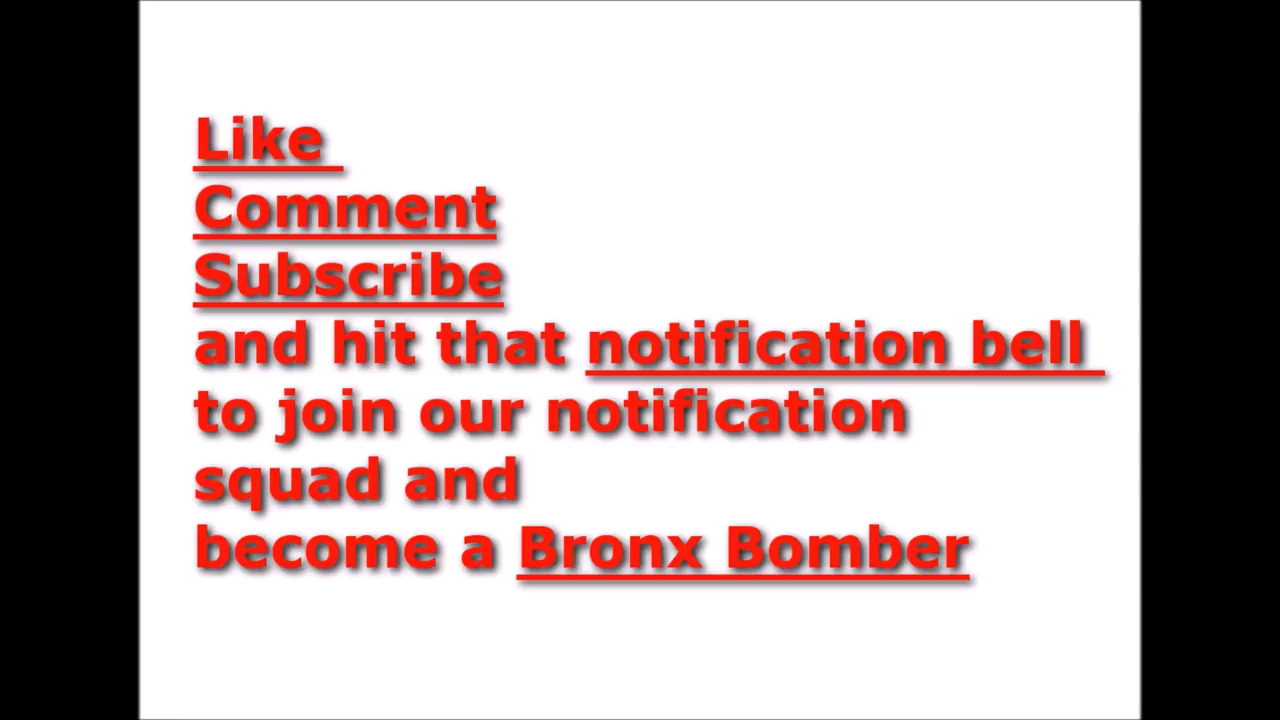 Like
Comment
Subscribe
and hit that notification bell
to join our notification
squad and
become a Bronx Bomber